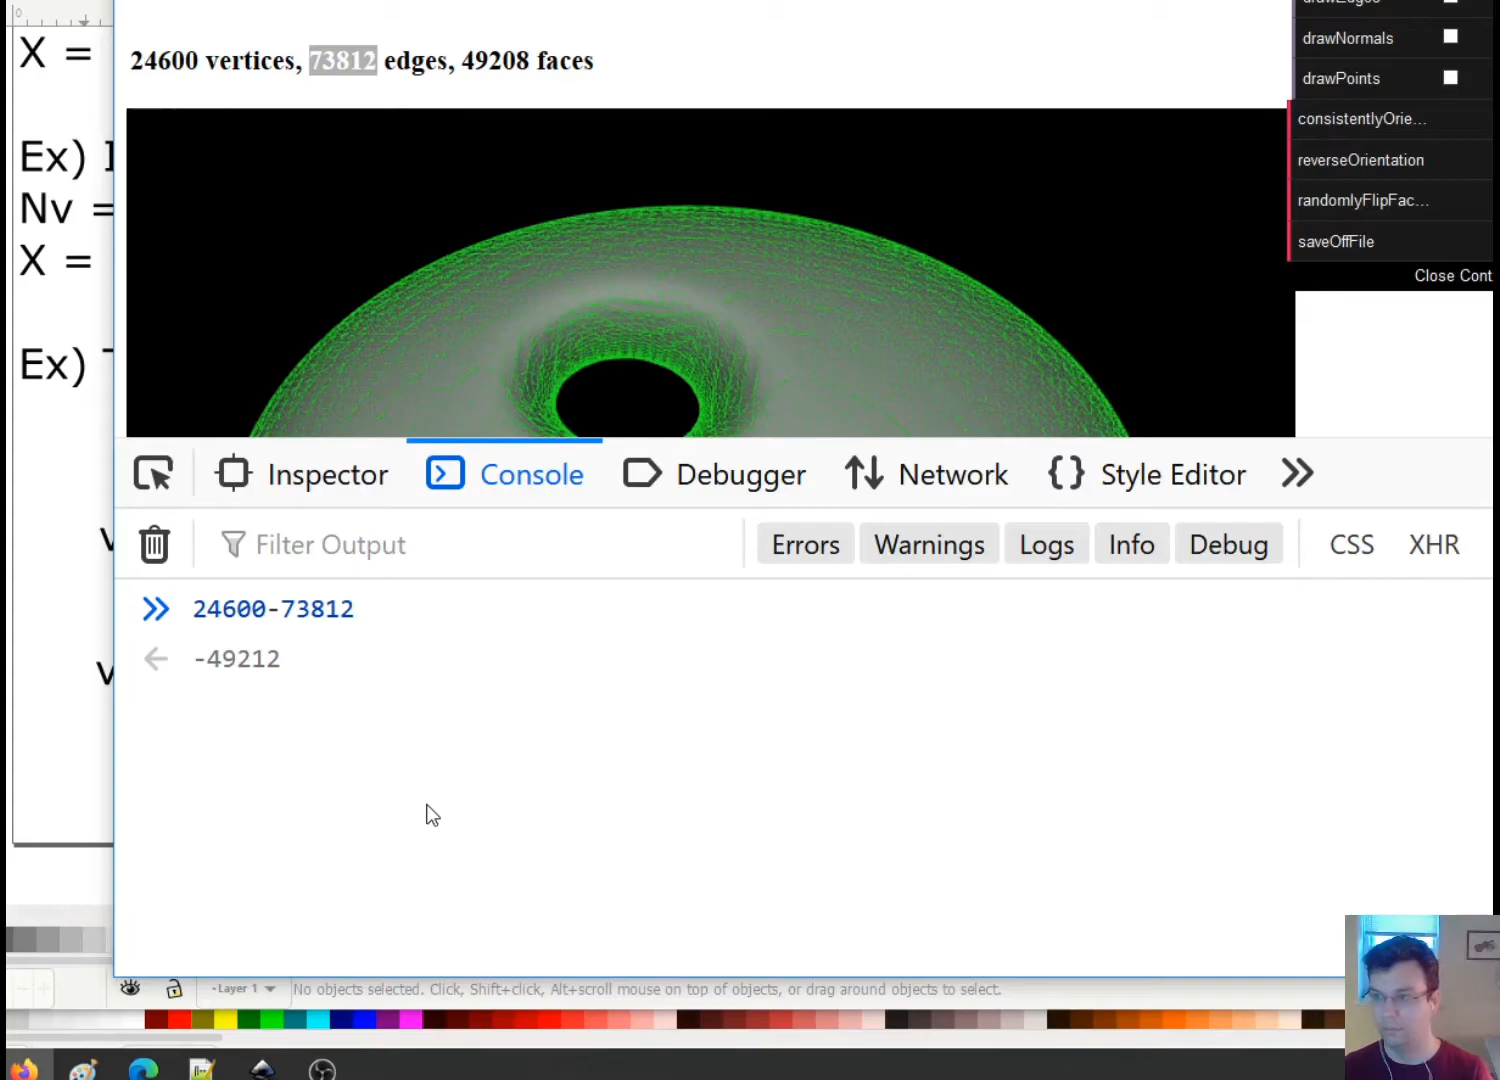 X =
Ex)
Nv =
X =
Ex)
24600 vertices, 73812 edges, 49208 faces
drawNormals
drawPoints
consistentlyOrie...
reverseOrientation
randomlyFlipFac...
saveOffFile
Close Cont
Inspector
Console
Debugger
Network
Style Editor
Filter Output
Errors
Warnings
Logs
Info
Debug
CSS
XHR
24600-73812
-49212
Layer 1
No objects selected. Click, Shift+click, Alt+scroll mouse on top of objects, or drag around objects to select.